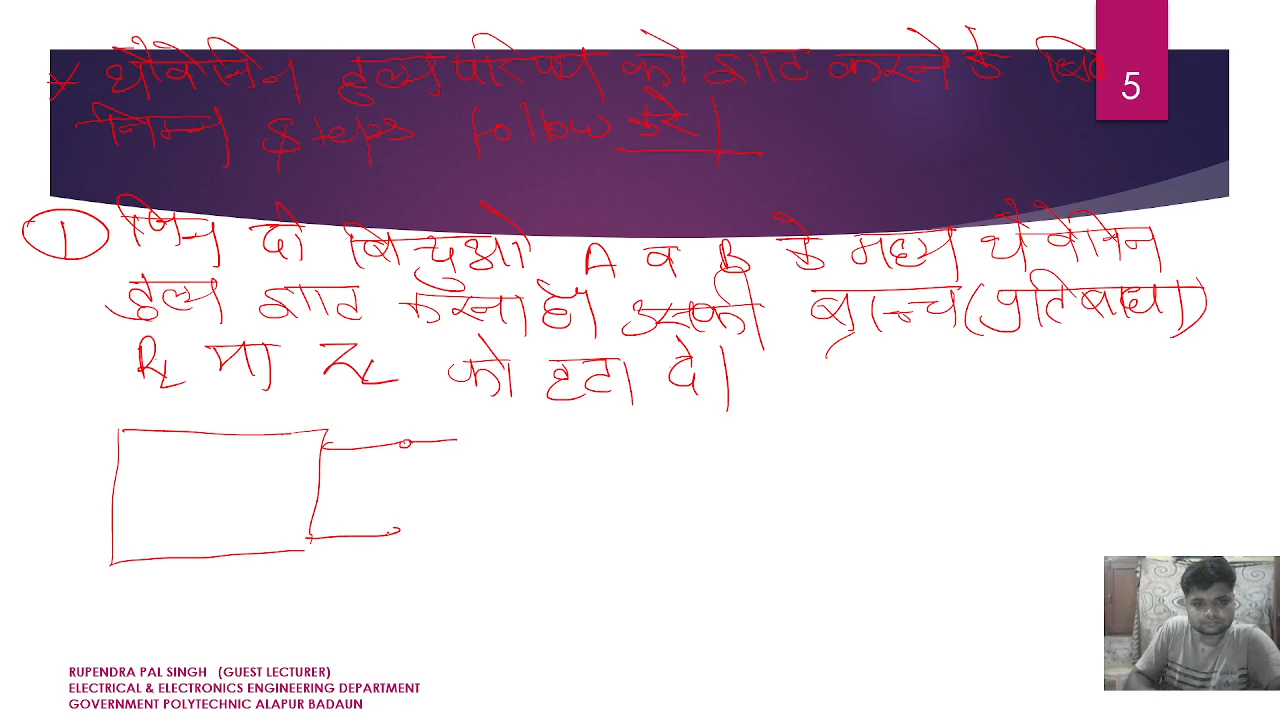 * थेवेनिन तुल्य परिपथ को ज्ञात करने के लिए
निम्न steps follow करे।
5
① जिन दो बिन्दुओ A व B के मध्य थेवेनिन
तुल्य ज्ञात करना है। उसकी ब्रान्च (प्रतिबाधा)
RL या ZL को हटा दे।
RUPENDRA PAL SINGH (GUEST LECTURER)
ELECTRICAL & ELECTRONICS ENGINEERING DEPARTMENT
GOVERNMENT POLYTECHNIC ALAPUR BADAUN